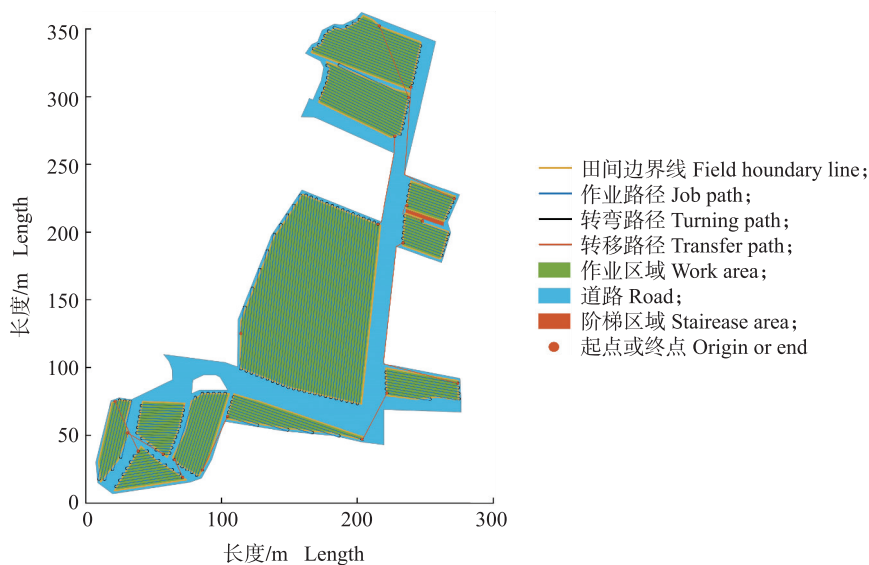 350
300
250
200
150
100
50
0
长度/m Length
0
100
200
300
长度/m Length
田间边界线 Field houndary line;
作业路径 Job path;
转弯路径 Turning path;
转移路径 Transfer path;
作业区域 Work area;
道路 Road;
阶梯区域 Stairease area;
起点或终点 Origin or end